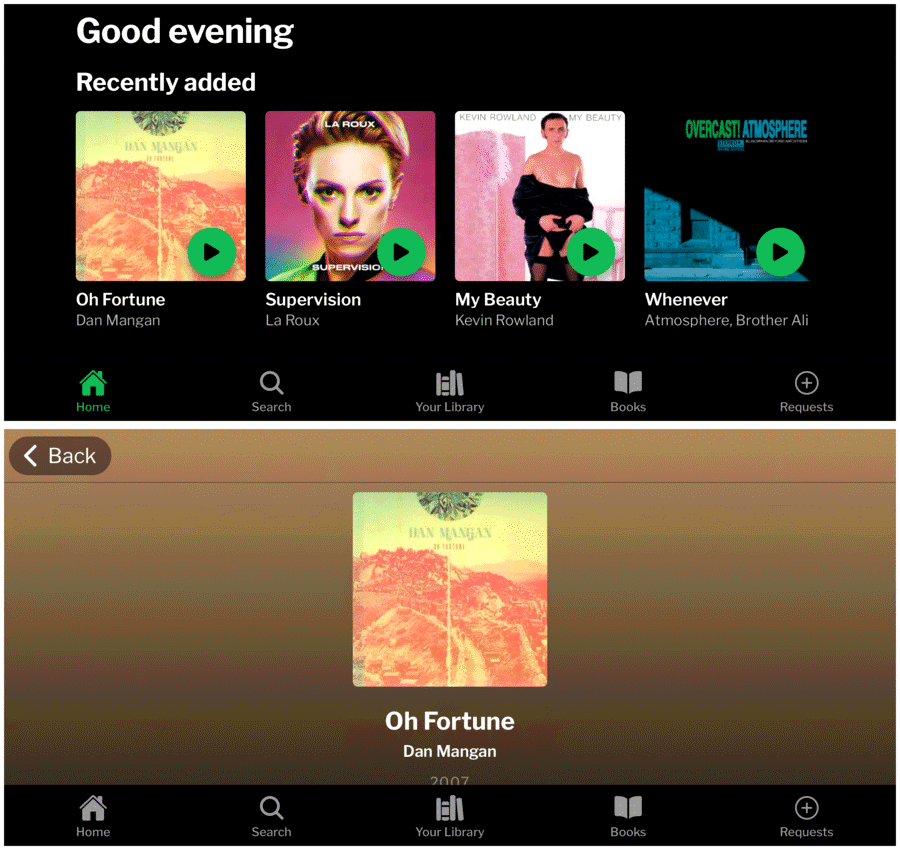 Good evening
Recently added
DAN MANGAN
OH FORTUNE
LA ROUX
SUPERVISION
KEVIN ROWLAND MY BEAUTY
OVERCAST! ATMOSPHERE
Oh Fortune
Dan Mangan
Supervision
La Roux
My Beauty
Kevin Rowland
Whenever
Atmosphere, Brother Ali
Home
Search
Your Library
Books
Requests
Back
DAN MANGAN
OH FORTUNE
Oh Fortune
Dan Mangan
2007
Home
Search
Your Library
Books
Requests